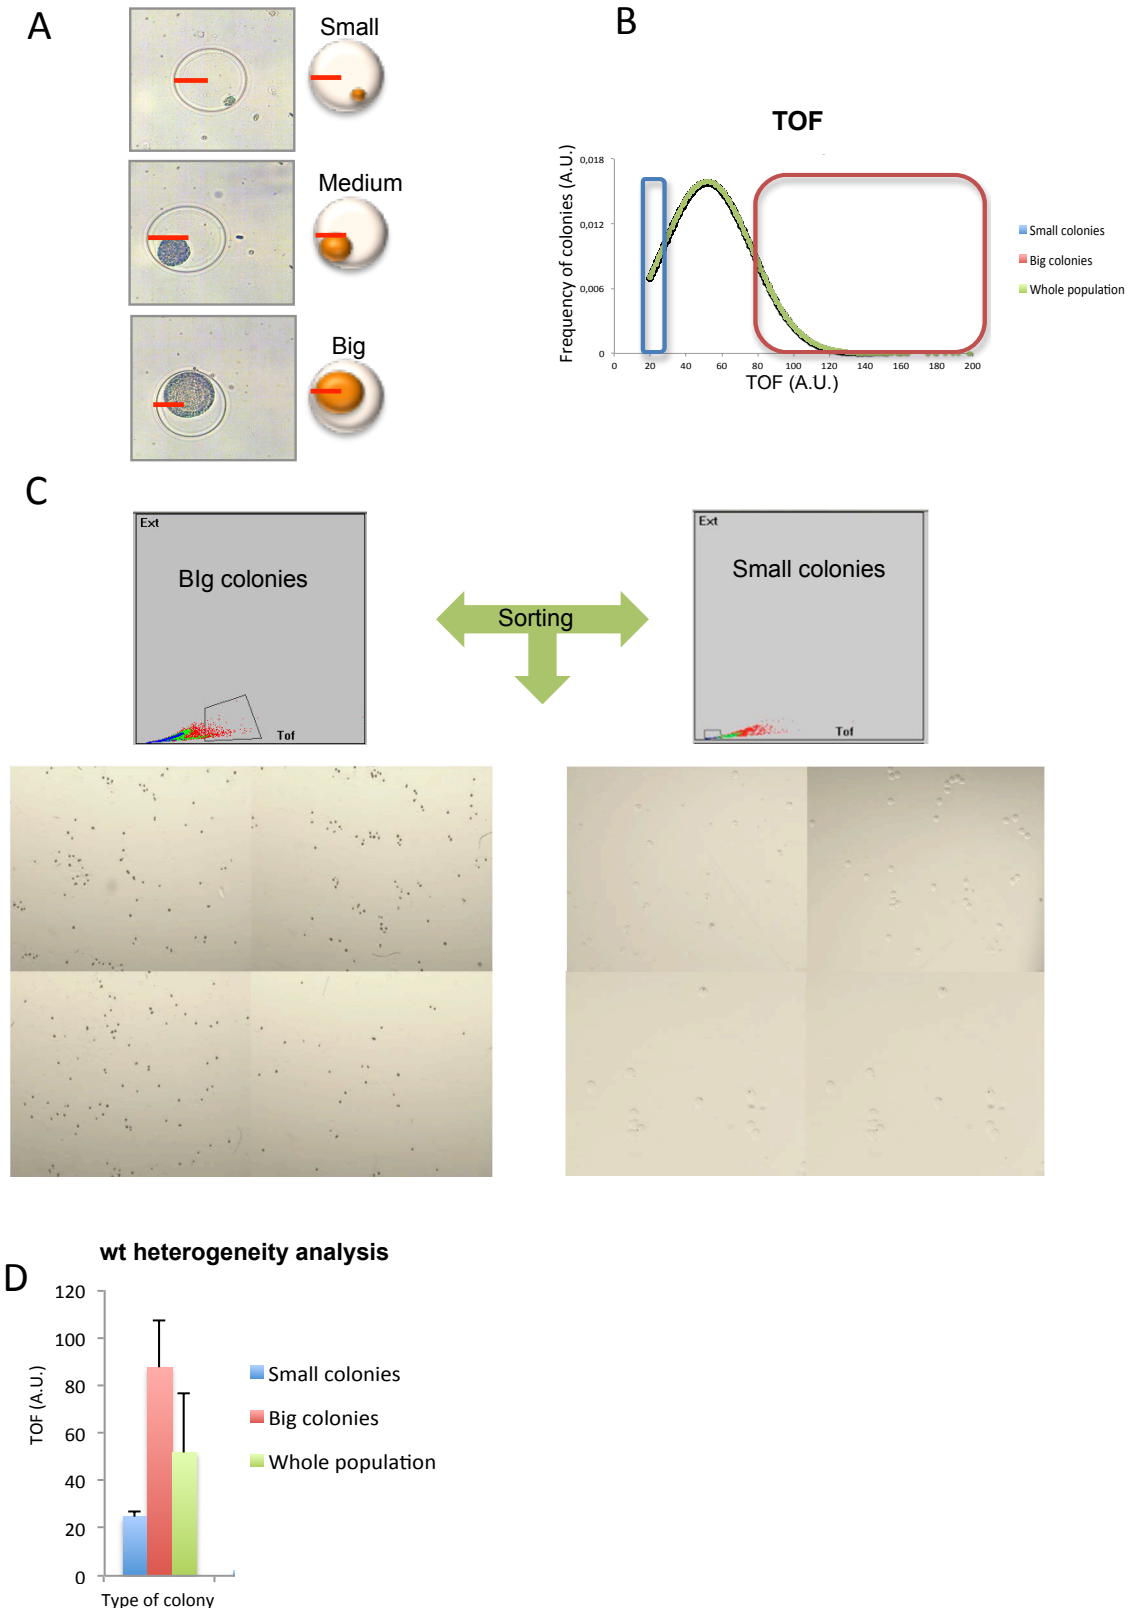 A
Small
Medium
Big
B
TOF
Frequency of colonies (A.U.)
0,018
0,012
0,006
0
0 20 40 60 80 100 120 140 160 180 200
TOF (A.U.)
Small colonies
Big colonies
Whole population
C
Ext
BIg colonies
Tof
Sorting
Ext
Small colonies
Tof
wt heterogeneity analysis
D
TOF (A.U.)
120
100
80
60
40
20
0
Type of colony
Small colonies
Big colonies
Whole population